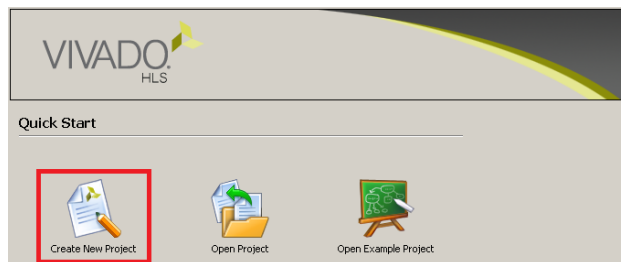 VIVADO.
HLS
Quick Start
Create New Project
Open Project
Open Example Project